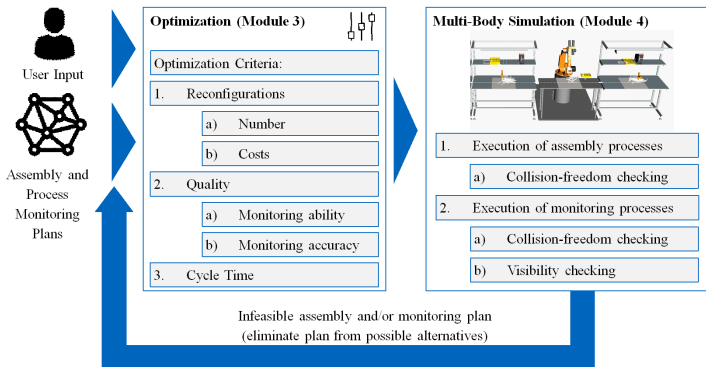 User Input
Assembly and
Process
Monitoring
Plans
Optimization (Module 3)
Optimization Criteria:
1. Reconfigurations
a) Number
b) Costs
2. Quality
a) Monitoring ability
b) Monitoring accuracy
3. Cycle Time
Multi-Body Simulation (Module 4)
1. Execution of assembly processes
a) Collision-freedom checking
2. Execution of monitoring processes
a) Collision-freedom checking
b) Visibility checking
Infeasible assembly and/or monitoring plan
(eliminate plan from possible alternatives)